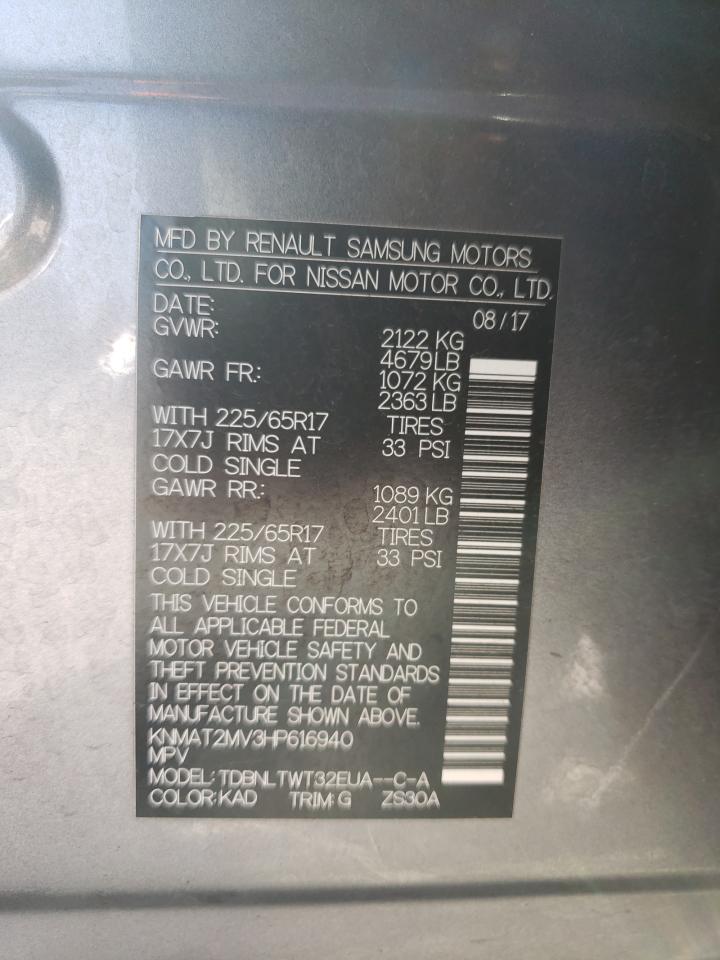 MFD BY RENAULT SAMSUNG MOTORS
CO., LTD. FOR NISSAN MOTOR CO., LTD.
DATE: 08/17
GVWR: 2122 KG
4679LB
GAWR FR.: 1072 KG
2363LB
WITH 225/65R17 TIRES
17X7J RIMS AT 33 PSI
COLD SINGLE
GAWR RR.: 1089 KG
2401LB
WITH 225/65R17 TIRES
17X7J RIMS AT 33 PSI
COLD SINGLE
THIS VEHICLE CONFORMS TO
ALL APPLICABLE FEDERAL
MOTOR VEHICLE SAFETY AND
THEFT PREVENTION STANDARDS
IN EFFECT ON THE DATE OF
MANUFACTURE SHOWN ABOVE.
KNMAT2MV3HP616940
MPV
MODEL: TDBNLTWT32EUA--C-A
COLOR: KAD TRIM: G ZS30A